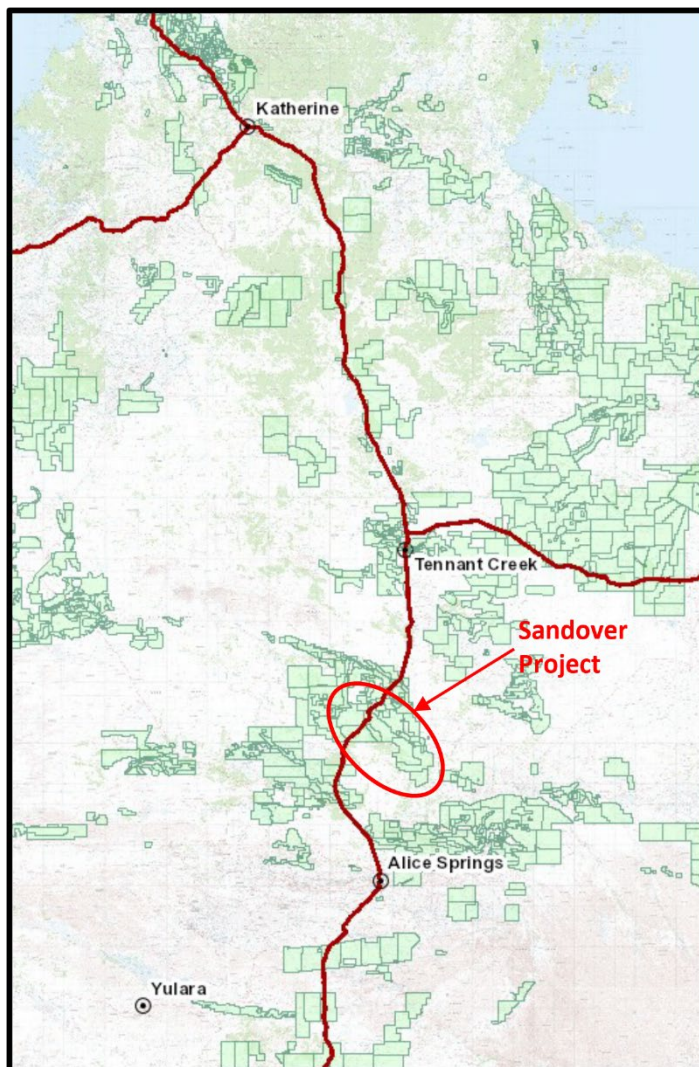 Katherine
Tennant Creek
Sandover
Project
Alice Springs
Yulara